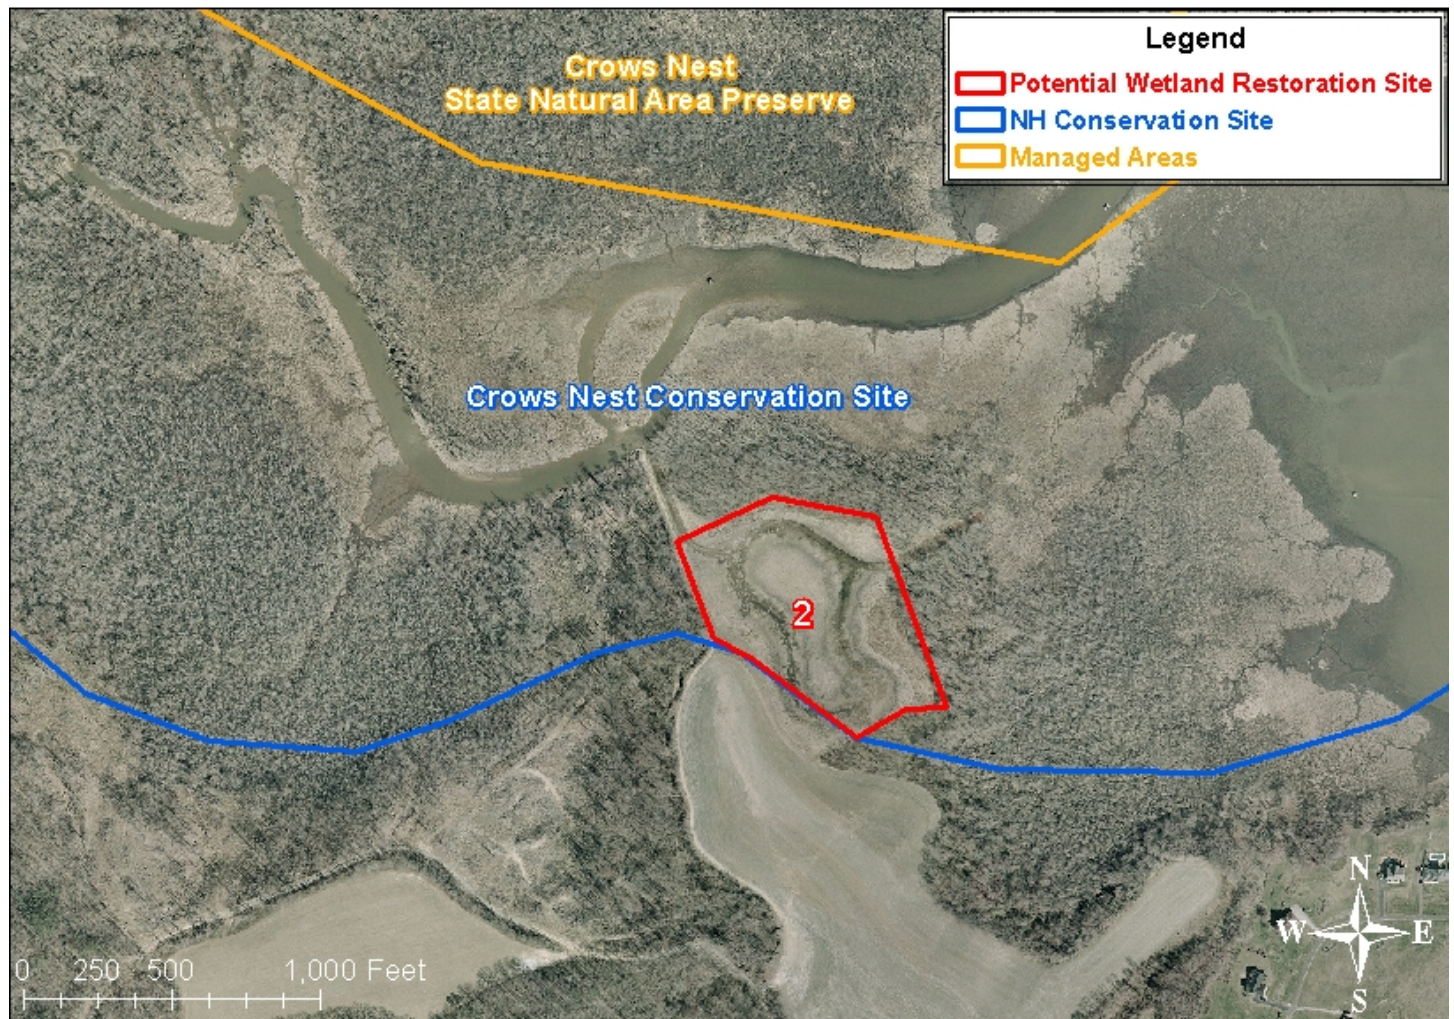 Legend
Potential Wetland Restoration Site
NH Conservation Site
Managed Areas
Crows Nest
State Natural Area Preserve
Crows Nest Conservation Site
2
N
W E
S
0 250 500 1,000 Feet